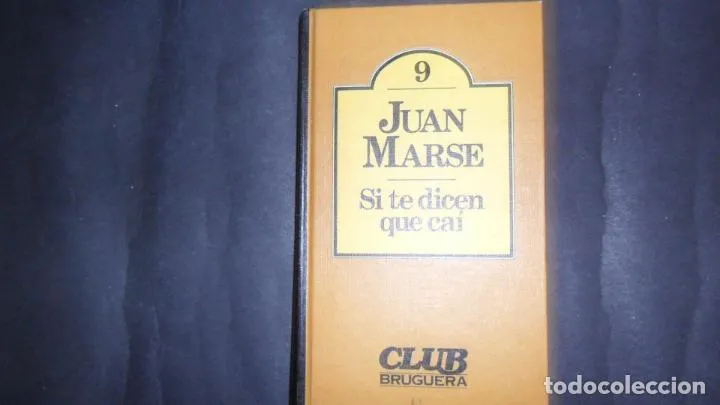 9
JUAN
MARSE
Si te dicen
que caí
CLUB
BRUGUERA
todocoleccion